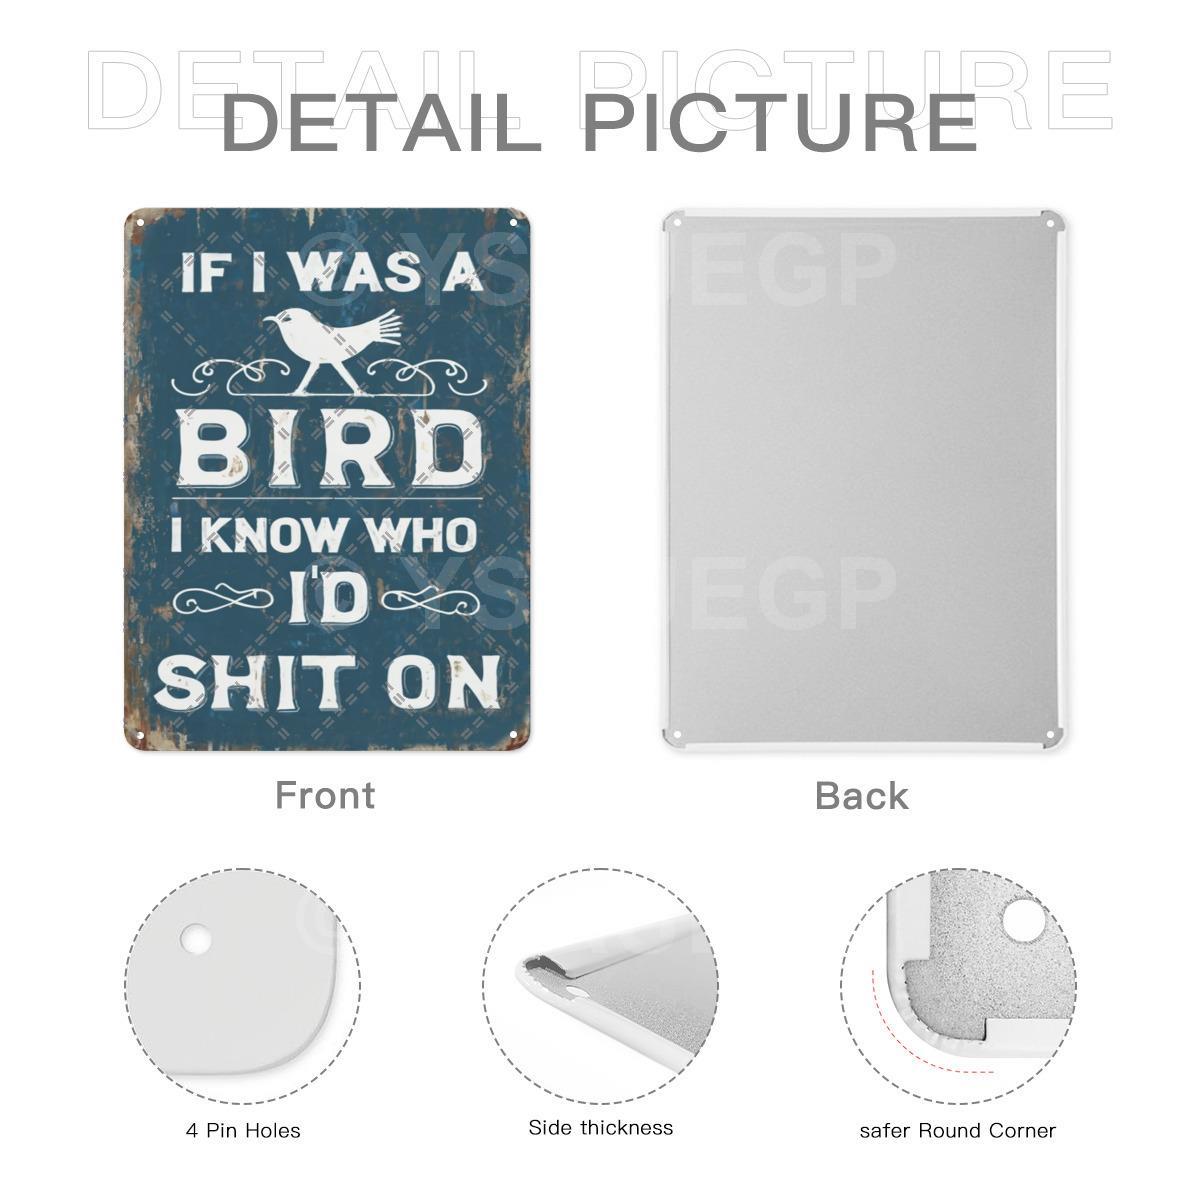 DETAIL PICTURE
DETAIL PICTURE
IF I WAS A
BIRD
I KNOW WHO
I'D
SHIT ON
Front
Back
4 Pin Holes
Side thickness
safer Round Corner